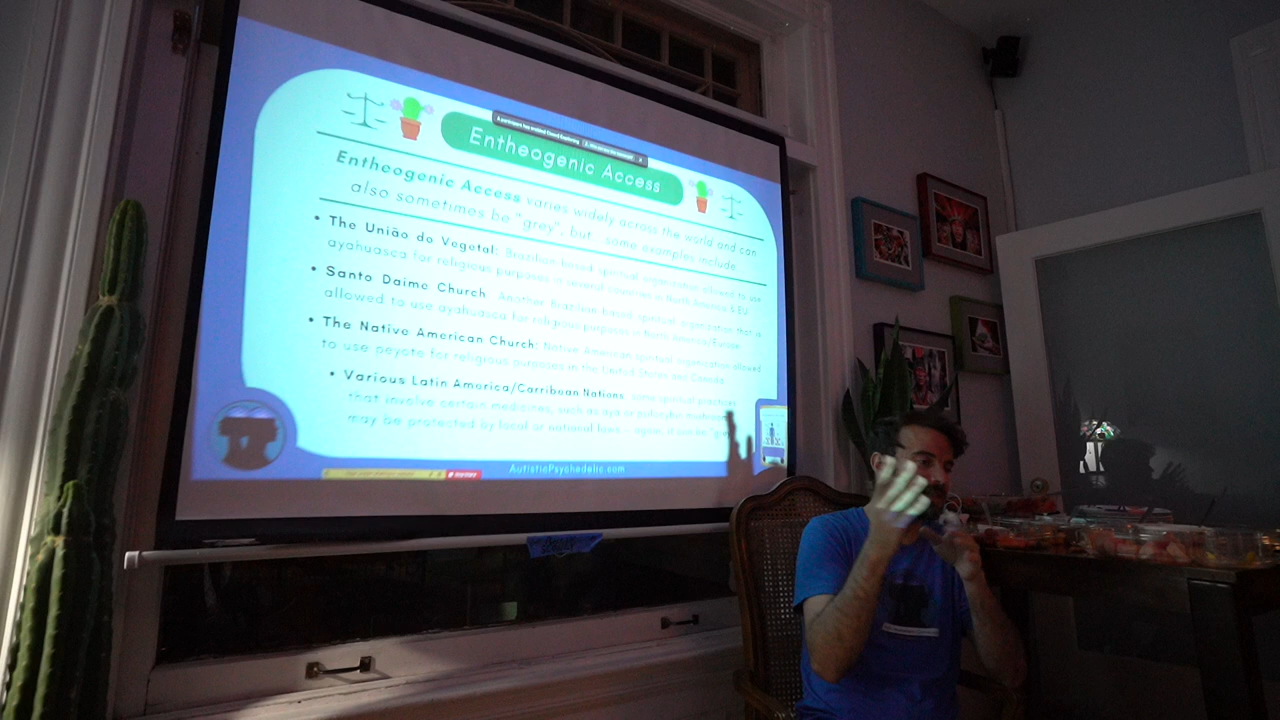 Entheogenic Access
Entheogenic Access varies widely across the world and can
also sometimes be "grey", but some examples include
• The União do Vegetal: Brazilian based spiritual organization allowed to use
ayahuasca for religious purposes in several countries in North America & EU
• Santo Daime Church: Another Brazilian based spiritual organization that is
allowed to use ayahuasca for religious purposes in North America/Europe
• The Native American Church: Native American spiritual organization allowed
to use peyote for religious purposes in the United States and Canada
• Various Latin America/Carribean Nations: some spiritual practices
that involve certain medicines, such as aya or psilocybin
may be protected by local or national laws - again, it can be
AutisticPsychedelic.com